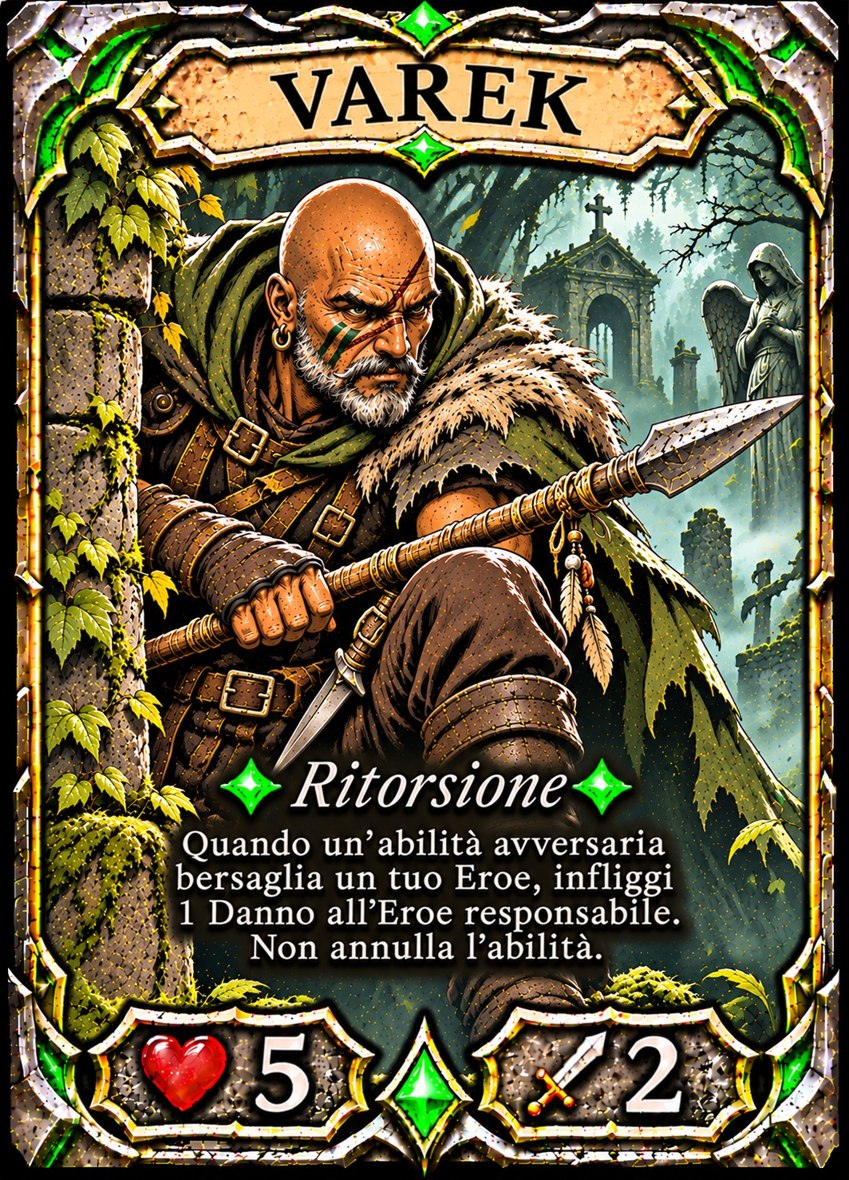 VAREK
Ritorsione
Quando un’abilità avversaria
bersaglia un tuo Eroe, infliggi
1 Danno all’Eroe responsabile.
Non annulla l’abilità.
5
2